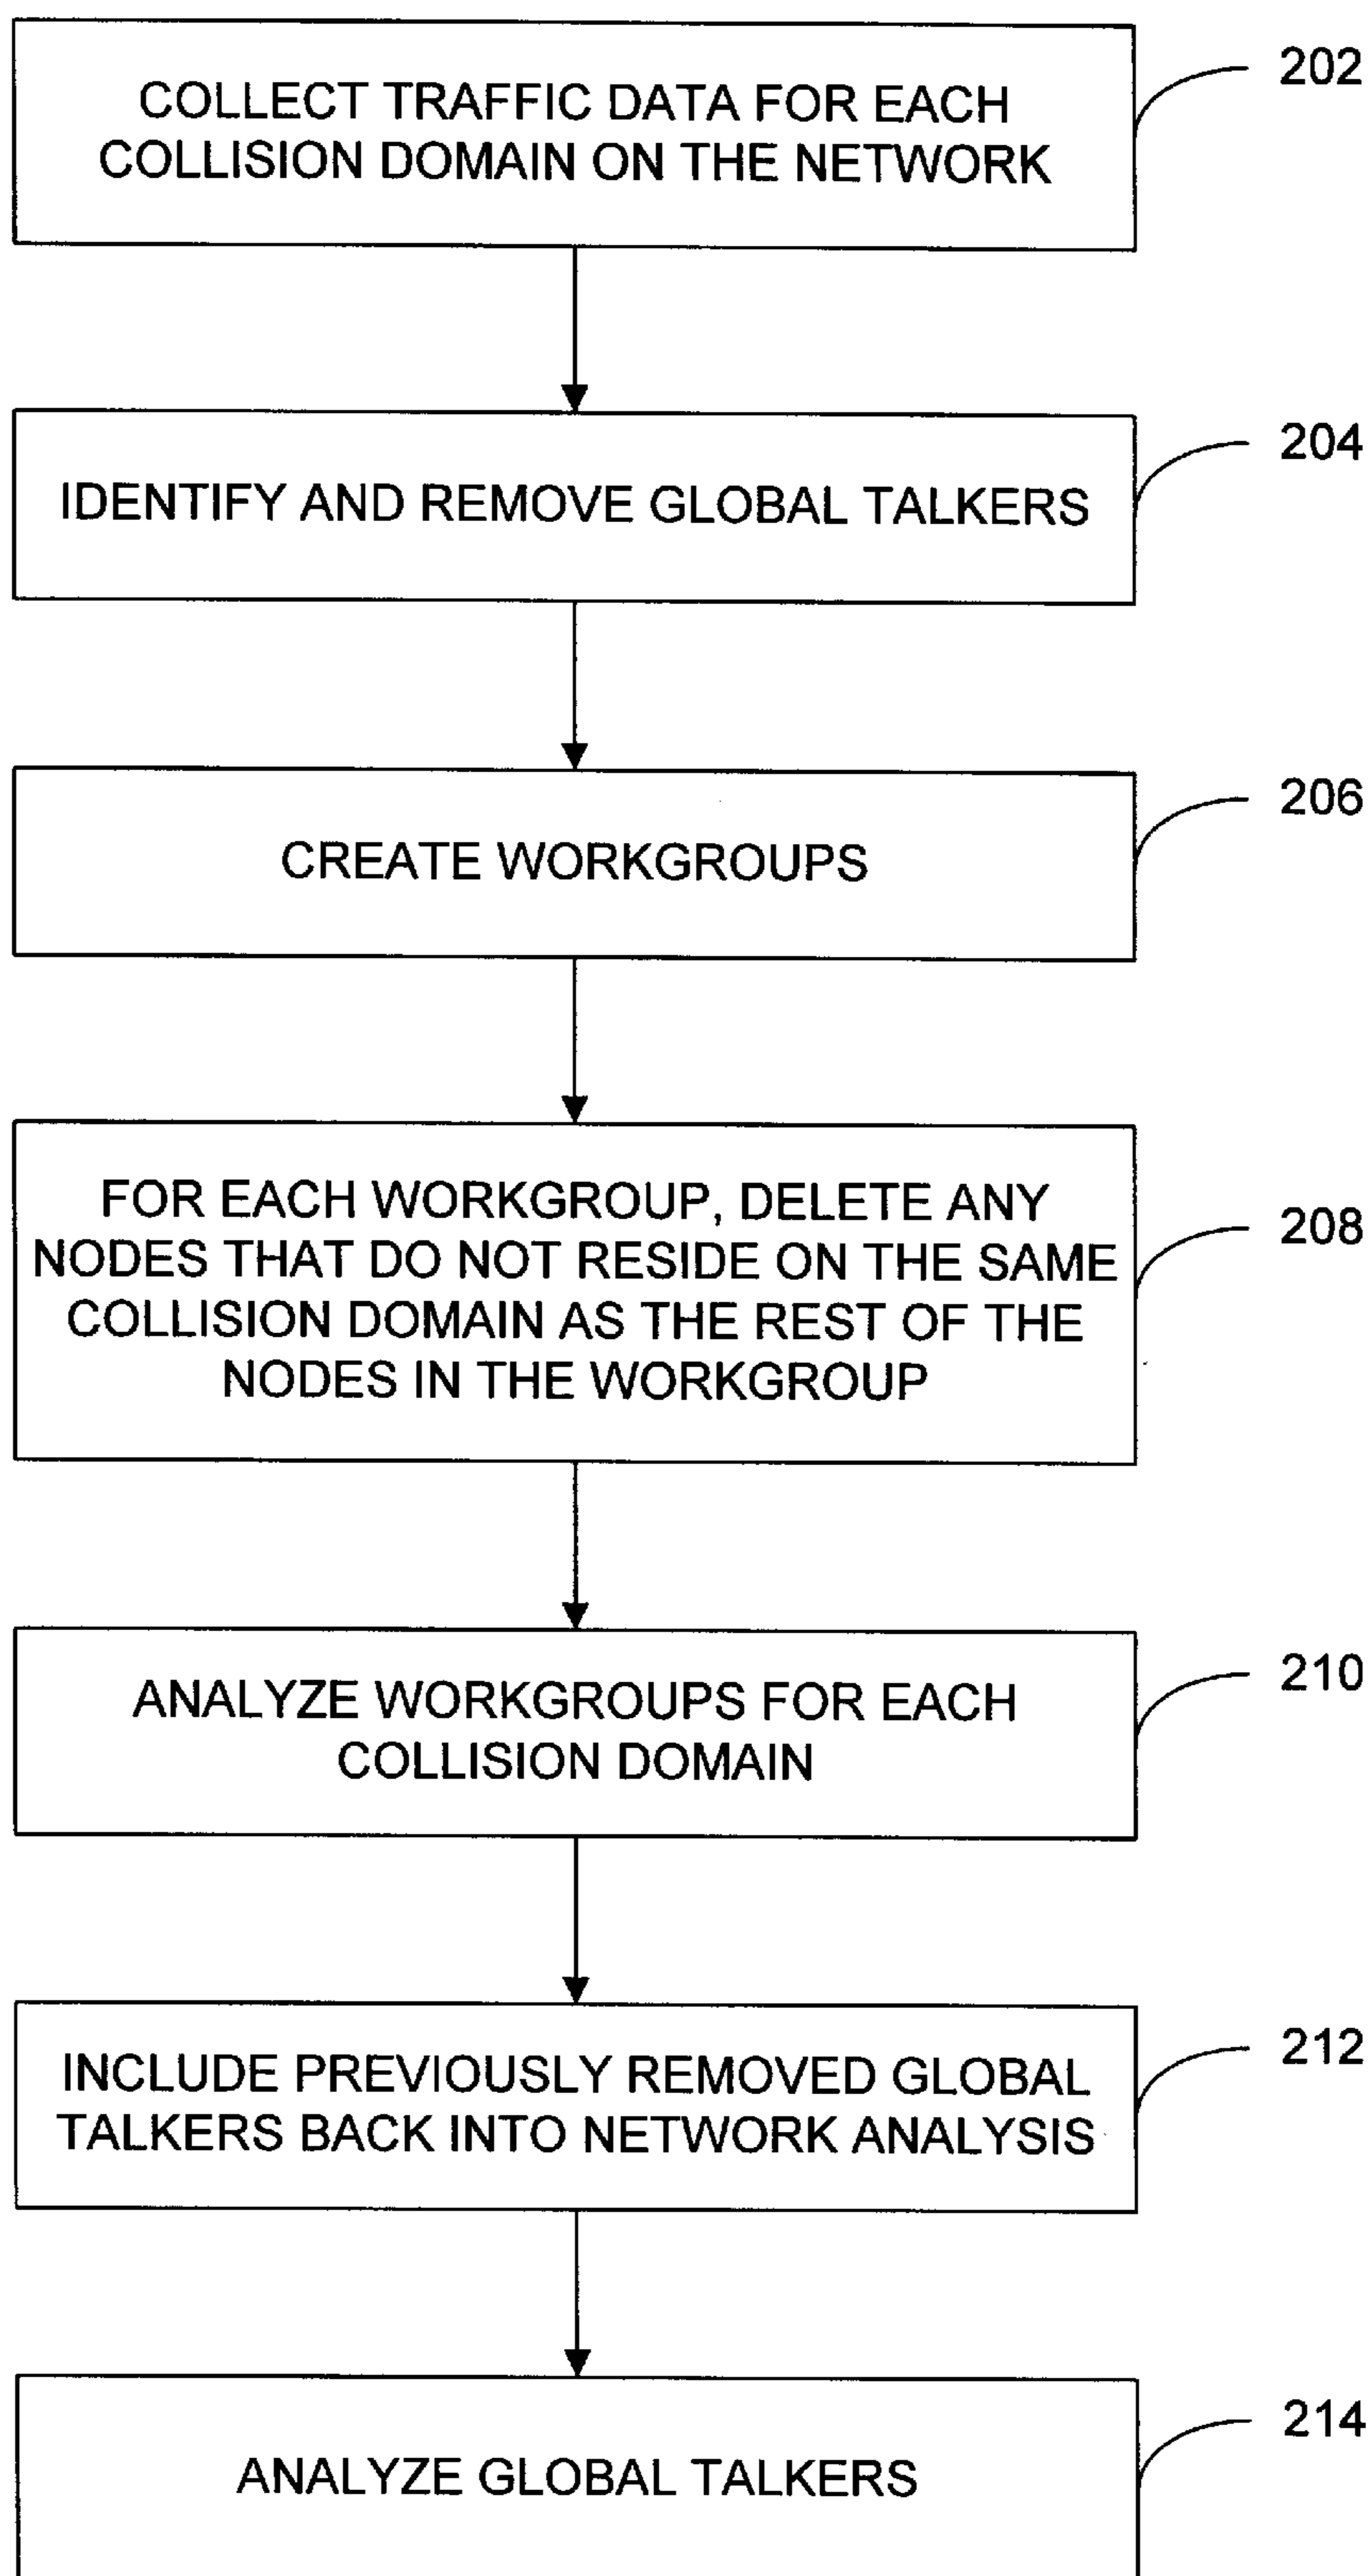 COLLECT TRAFFIC DATA FOR EACH
COLLISION DOMAIN ON THE NETWORK
202
IDENTIFY AND REMOVE GLOBAL TALKERS
204
CREATE WORKGROUPS
206
FOR EACH WORKGROUP, DELETE ANY
NODES THAT DO NOT RESIDE ON THE SAME
COLLISION DOMAIN AS THE REST OF THE
NODES IN THE WORKGROUP
208
ANALYZE WORKGROUPS FOR EACH
COLLISION DOMAIN
210
INCLUDE PREVIOUSLY REMOVED GLOBAL
TALKERS BACK INTO NETWORK ANALYSIS
212
ANALYZE GLOBAL TALKERS
214